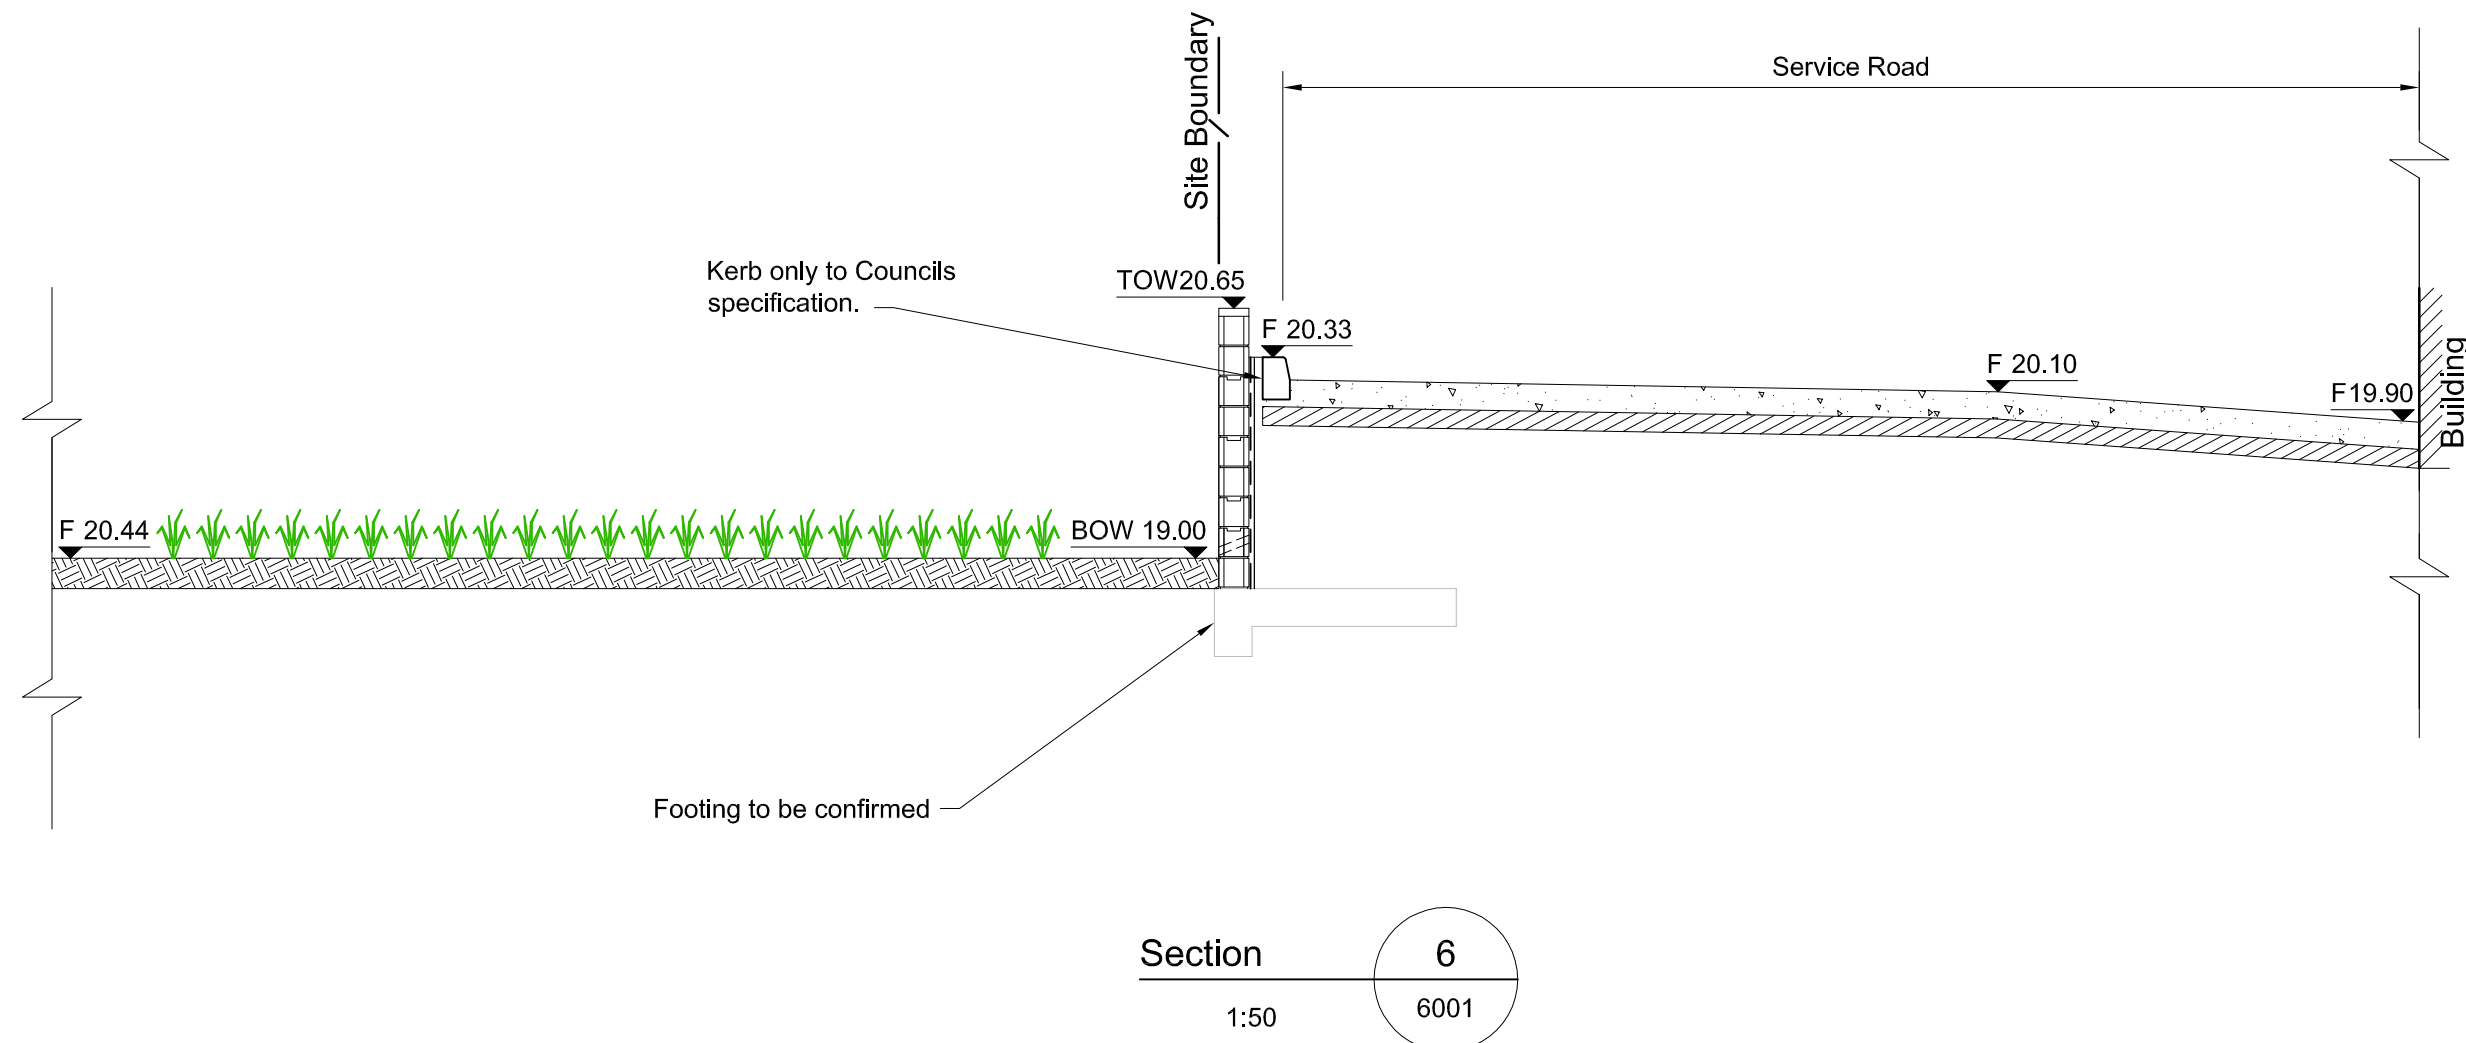 Site Boundary
Service Road
Kerb only to Councils
specification.
TOW20.65
F 20.33
F 20.10
F19.90
Building
F 20.44
BOW 19.00
Footing to be confirmed
Section
6
1:50
6001